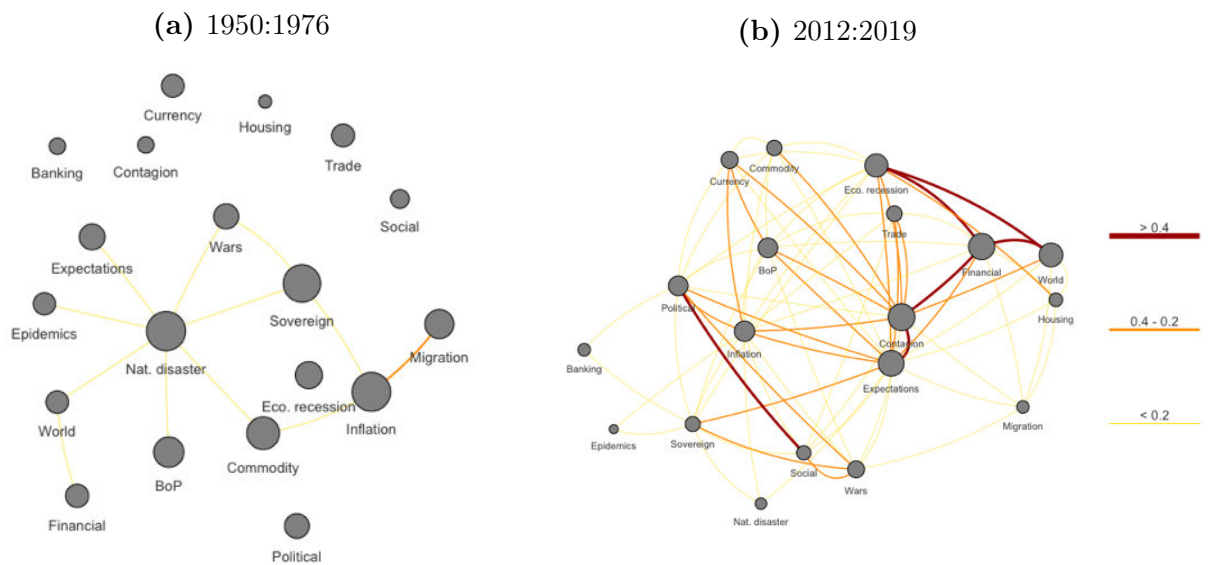 (a) 1950:1976
Currency
Housing
Trade
Banking
Contagion
Social
Wars
Expectations
Sovereign
Epidemics
Migration
Nat. disaster
Eco. recession
Inflation
World
Commodity
BoP
Financial
Political
(b) 2012:2019
Commodity
Currency
Eco. recession
Trade
BoP
Financial
World
Political
Housing
Contagion
Inflation
Banking
Expectations
Migration
Epidemics
Sovereign
Social
Wars
Nat. disaster
> 0.4
0.4 - 0.2
< 0.2